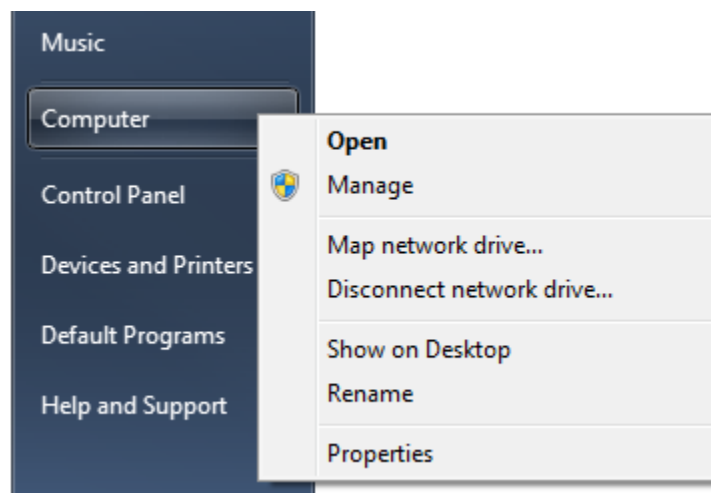 Music
Computer
Control Panel
Devices and Printers
Default Programs
Help and Support
Open
Manage
Map network drive...
Disconnect network drive...
Show on Desktop
Rename
Properties